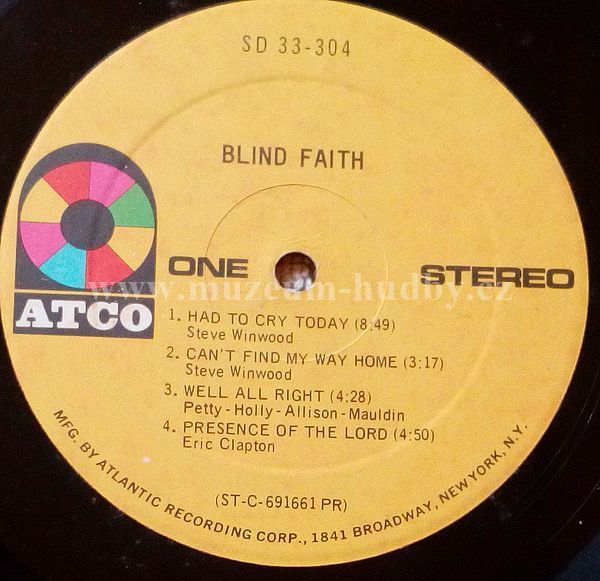 SD 33-304
BLIND FAITH
ATCO
ONE
STEREO
www.muzeum-hudby.cz
1. HAD TO CRY TODAY (8:49)
Steve Winwood
2. CAN'T FIND MY WAY HOME (3:17)
Steve Winwood
3. WELL ALL RIGHT (4:28)
Petty-Holly-Allison-Mauldin
4. PRESENCE OF THE LORD (4:50)
Eric Clapton
(ST-C-691661 PR)
MFG. BY ATLANTIC RECORDING CORP., 1841 BROADWAY, NEW YORK, N.Y.